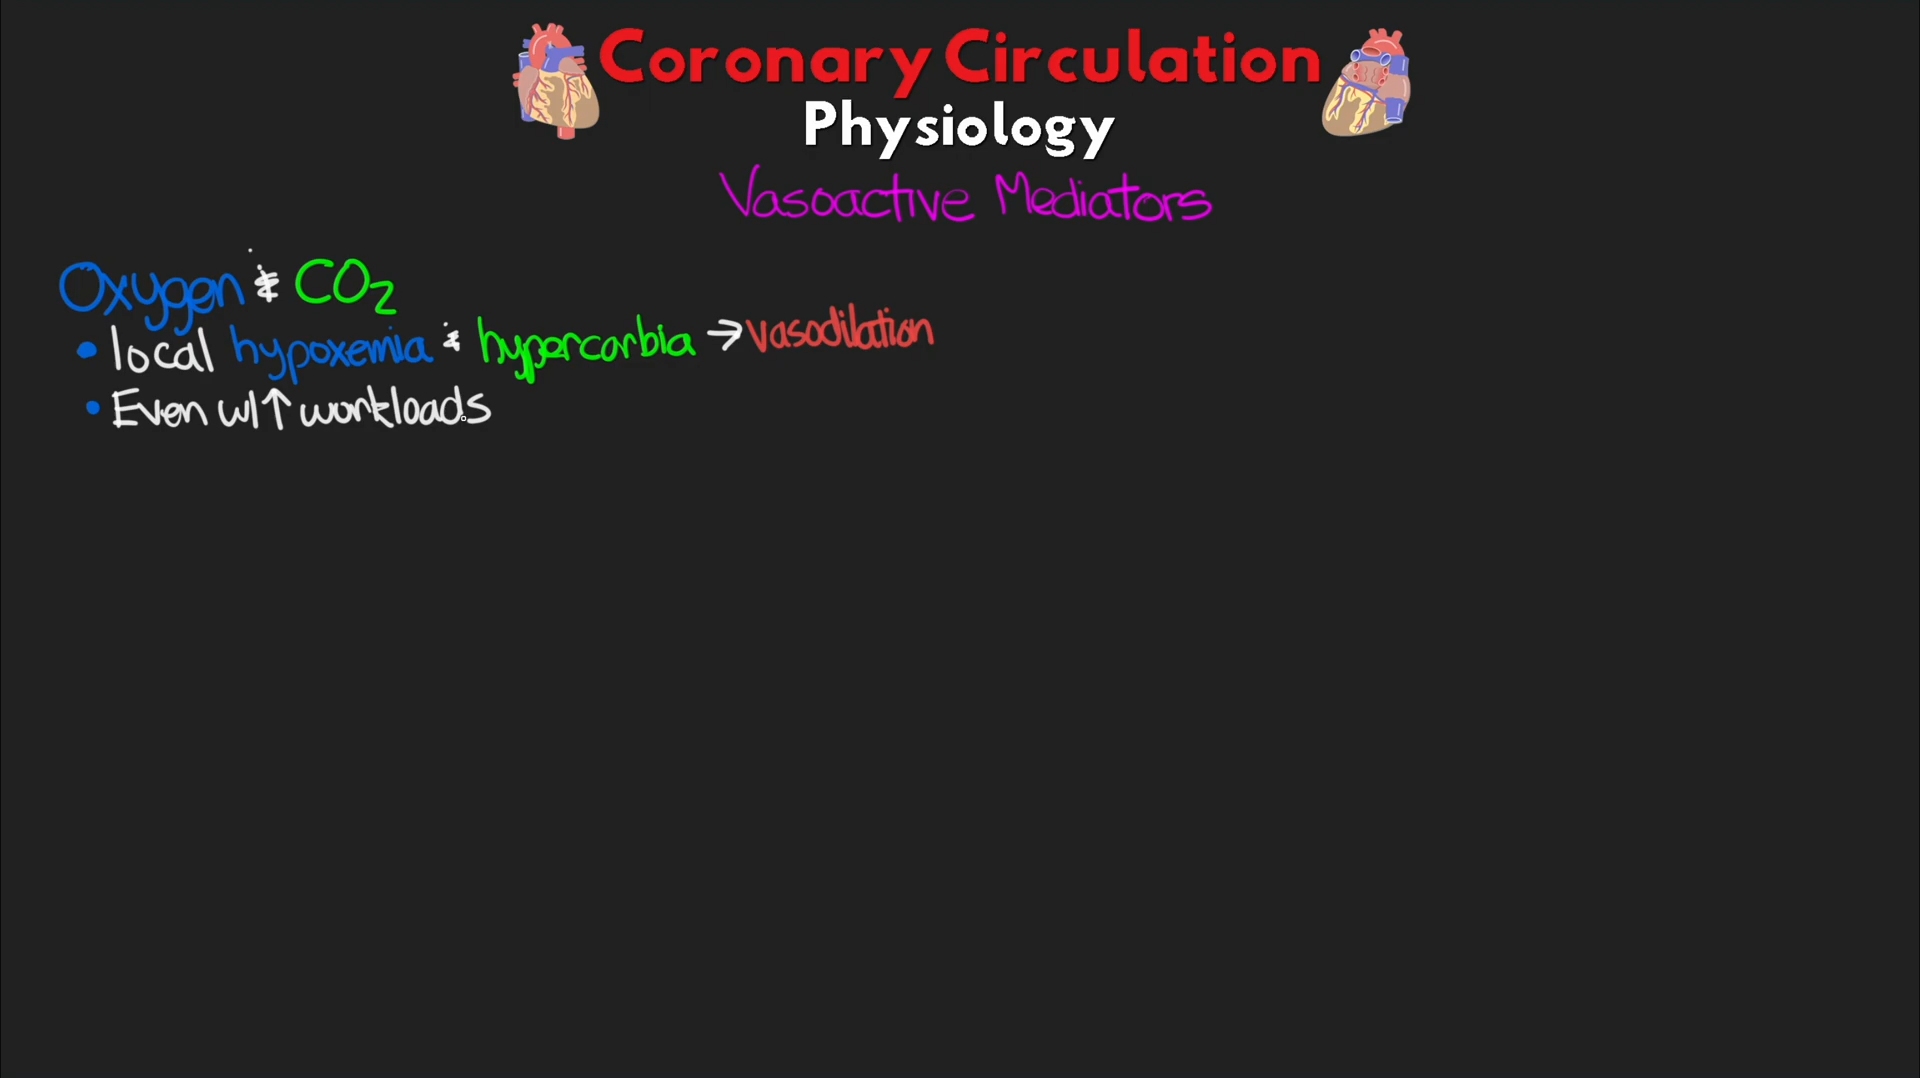 Coronary Circulation
Physiology
Vasoactive Mediators
Oxygen & CO2
• local hypoxemia & hypercarbia → vasodilation
• Even w/ ↑ workloads